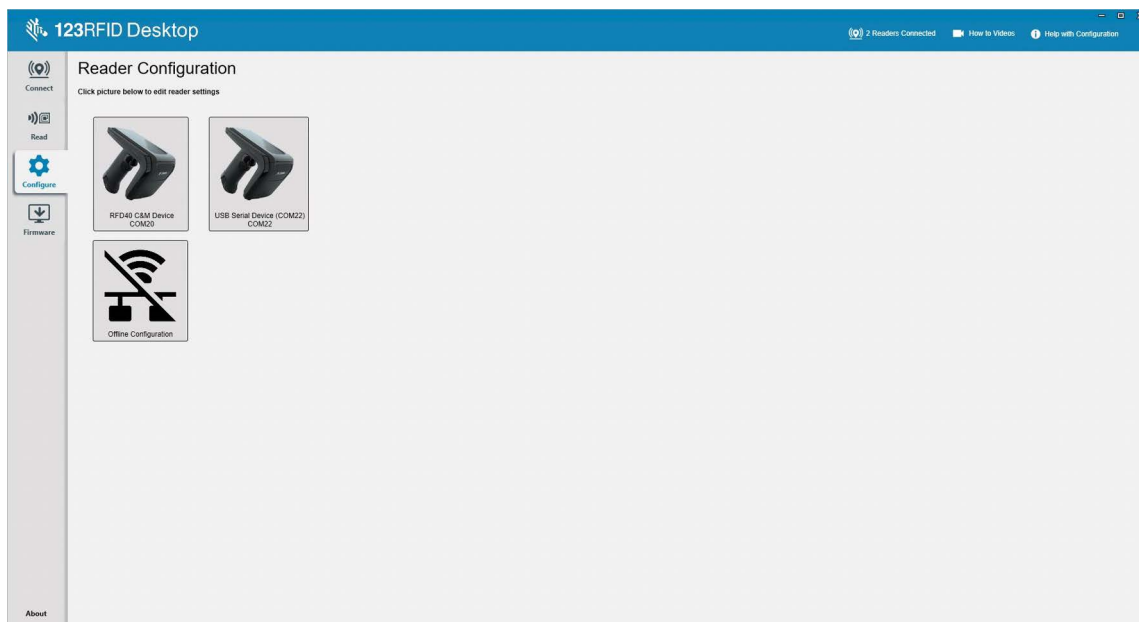 123RFID Desktop
2 Readers Connected
How to Videos
Help with Configuration
Connect
Read
Configure
Firmware
About
Reader Configuration
Click picture below to edit reader settings
RFD40 C&M Device
COM20
USB Serial Device (COM22)
COM22
Offline Configuration